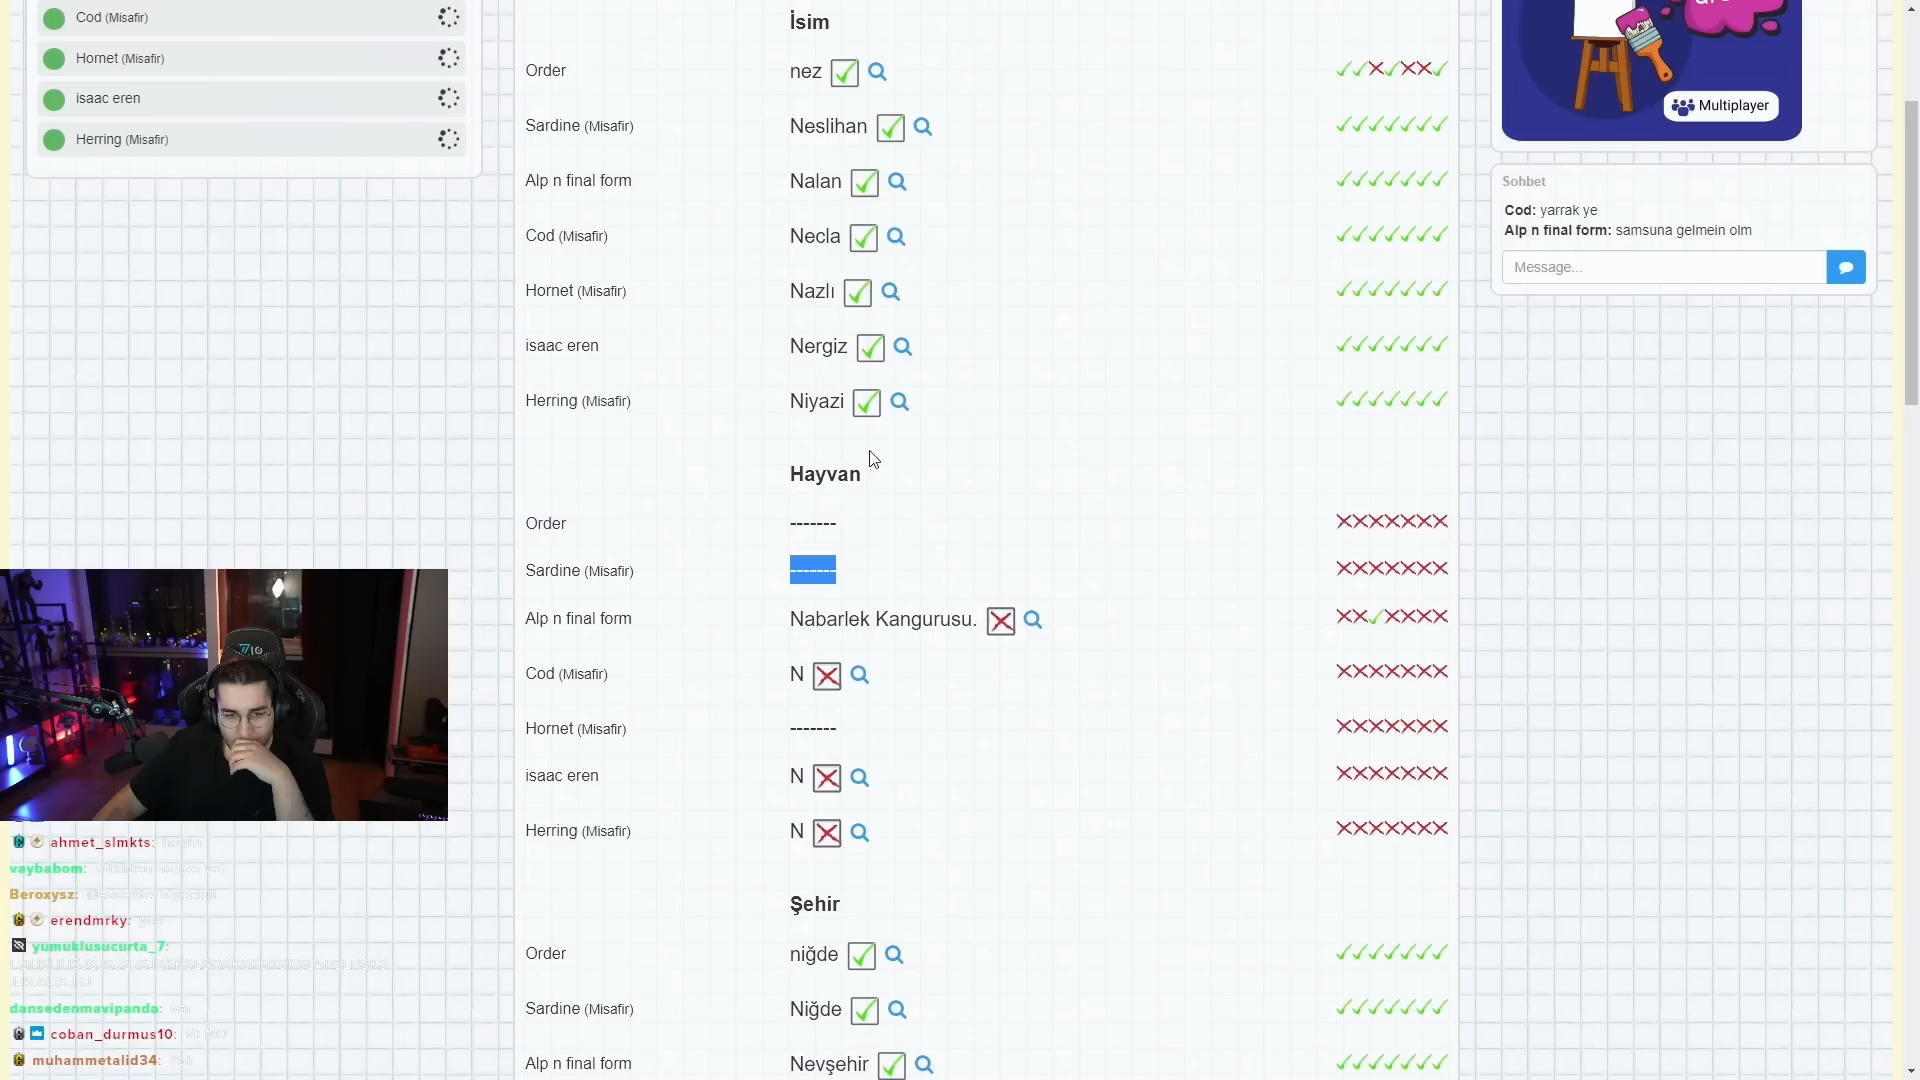 Cod (Misafir)
Hornet (Misafir)
isaac eren
Herring (Misafir)
İsim
Order nez
Sardine (Misafir) Neslihan
Alp n final form Nalan
Cod (Misafir) Necla
Hornet (Misafir) Nazlı
isaac eren Nergiz
Herring (Misafir) Niyazi
Hayvan
Order -------
Sardine (Misafir) -------
Alp n final form Nabarlek Kangurusu.
Cod (Misafir) N
Hornet (Misafir) -------
isaac eren N
Herring (Misafir) N
Şehir
Order niğde
Sardine (Misafir) Niğde
Alp n final form Nevşehir
Multiplayer
Sohbet
Cod: yarrak ye
Alp n final form: samsuna gelmein olm
Message...
ahmet_slmkts:
vaybabom:
Beroxysz:
erendmrky:
yumuklusucurta_7:
dansedenmavipanda:
coban_durmus10:
muhammetalid34: